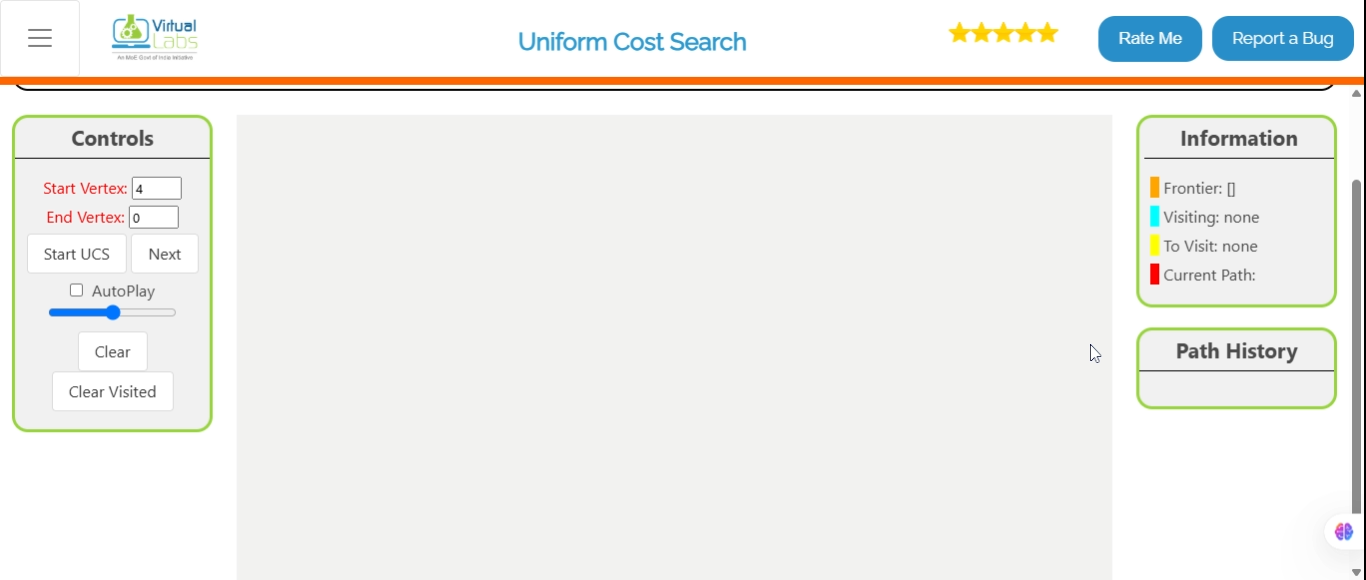 Virtual
Labs
An MoE Govt of India Initiative
Uniform Cost Search
Rate Me
Report a Bug
Controls
Start Vertex: 4
End Vertex: 0
Start UCS
Next
AutoPlay
Clear
Clear Visited
Information
Frontier: []
Visiting: none
To Visit: none
Current Path:
Path History